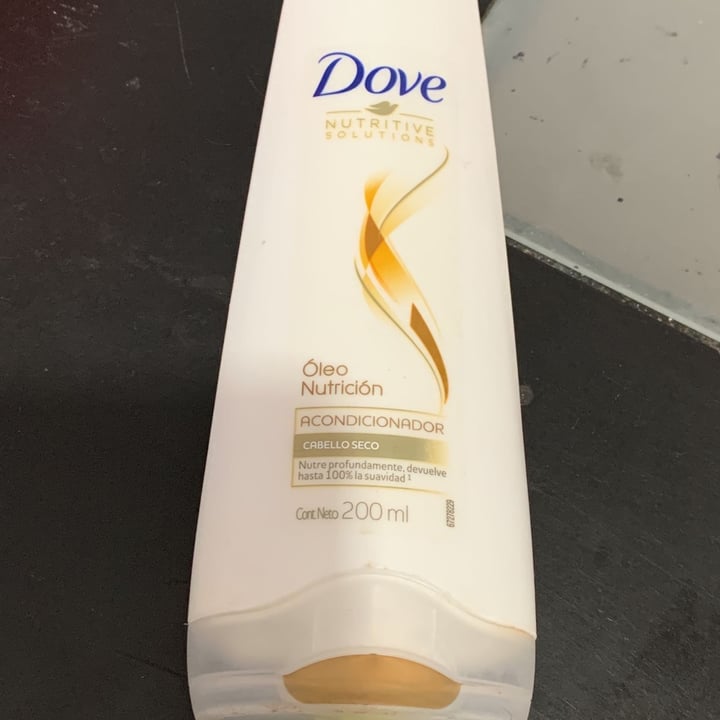 Dove
NUTRITIVE
SOLUTIONS
Óleo
Nutrición
ACONDICIONADOR
CABELLO SECO
Nutre profundamente, devuelve
hasta 100% la suavidad ¹
Cont. Neto 200 ml
67278229